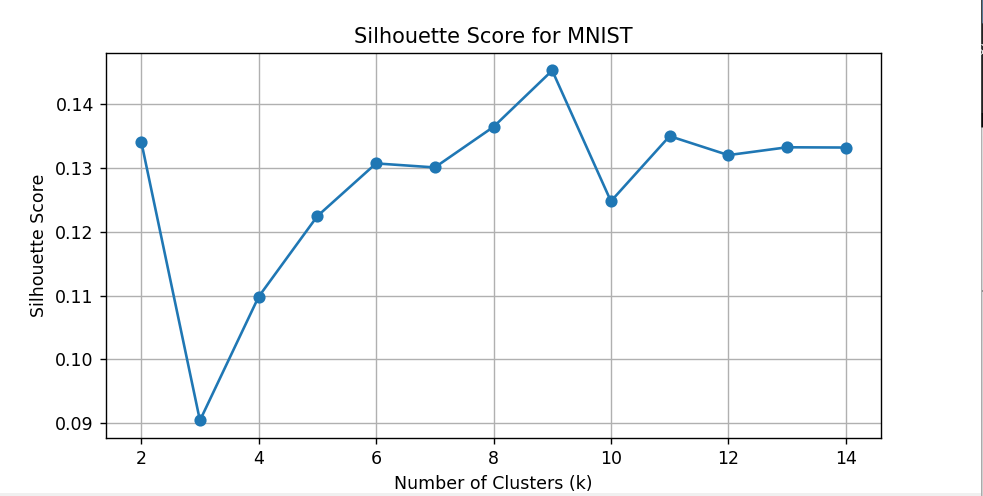 Silhouette Score for MNIST
0.14
0.13
0.12
0.11
0.10
0.09
Silhouette Score
2 4 6 8 10 12 14
Number of Clusters (k)